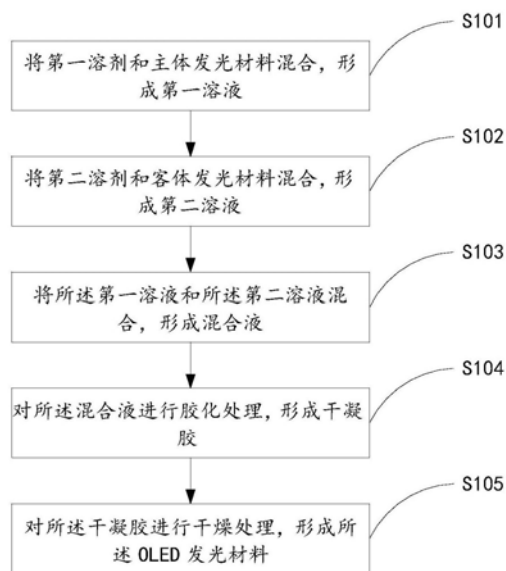 S101
将第一溶剂和主体发光材料混合，形
成第一溶液
S102
将第二溶剂和客体发光材料混合，形
成第二溶液
S103
将所述第一溶液和所述第二溶液混
合，形成混合液
S104
对所述混合液进行胶化处理，形成干凝
胶
S105
对所述干凝胶进行干燥处理，形成所
述 OLED 发光材料